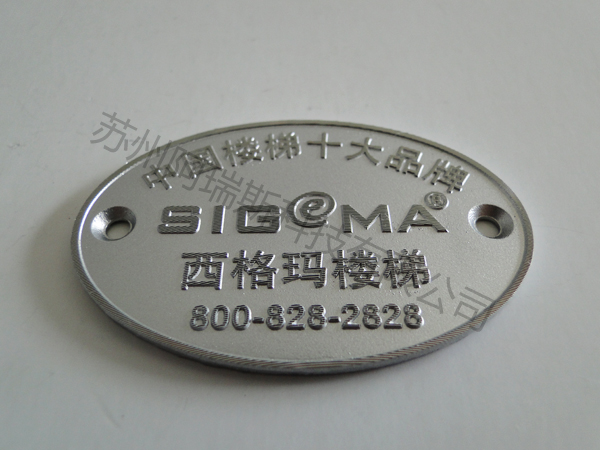 中国楼梯十大品牌
SIGeMA®
西格玛楼梯
800-828-2828
苏州阿瑞斯科技有限公司